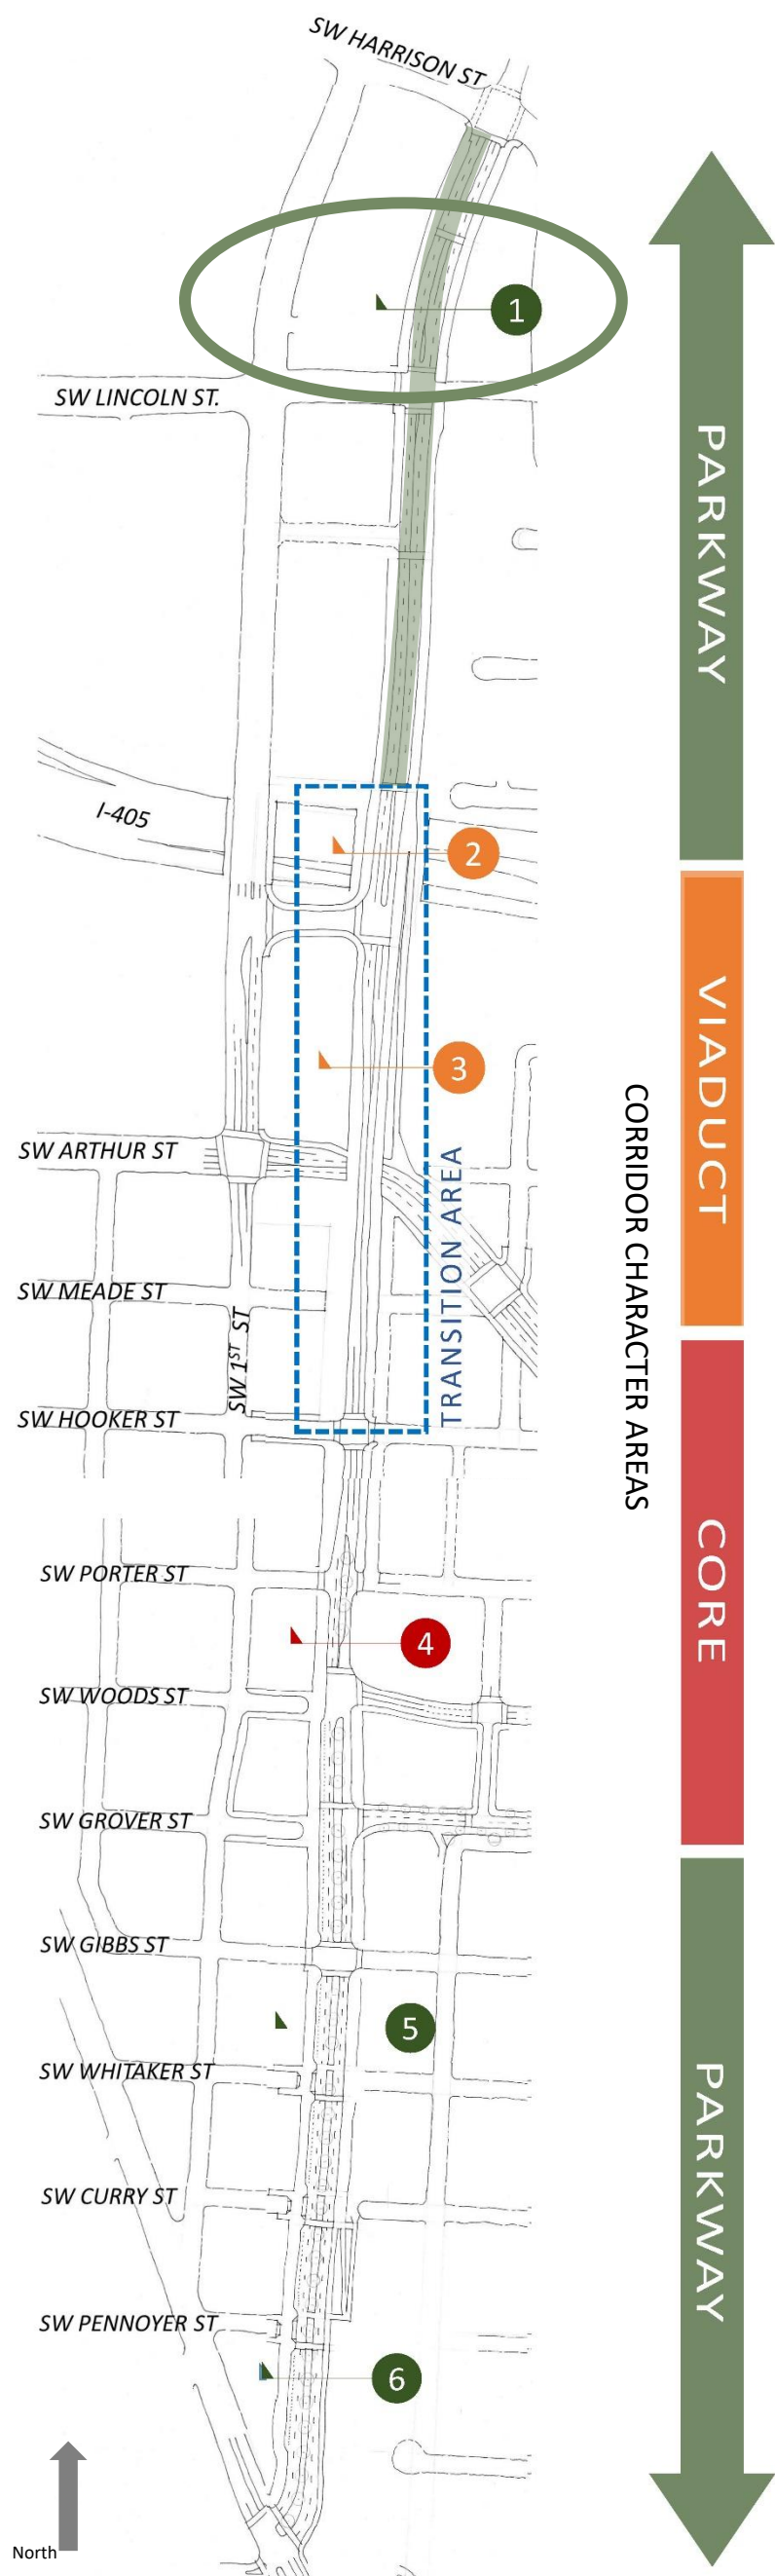 SW HARRISON ST
1
SW LINCOLN ST.
PARKWAY
I-405
2
VIADUCT
3
CORRIDOR CHARACTER AREAS
SW ARTHUR ST
TRANSITION AREA
SW MEADE ST
SW 1ST ST
SW HOOKER ST
CORE
SW PORTER ST
4
SW WOODS ST
SW GROVER ST
SW GIBBS ST
5
SW WHITAKER ST
PARKWAY
SW CURRY ST
SW PENNOYER ST
6
North